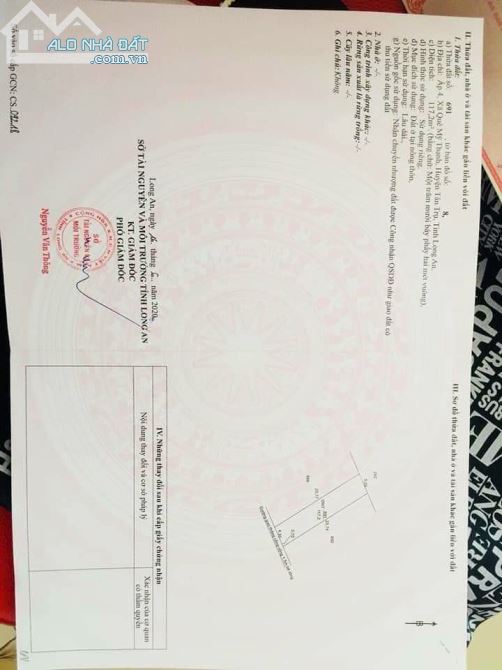 ALO NHÀ ĐẤT
.com.vn
II. Thửa đất, nhà ở và tài sản khác gắn liền với đất
1. Thửa đất:
a) Thửa đất số: 691, tờ bản đồ số: 8,
b) Địa chỉ: Ấp 4, Xã Quê Mỹ Thạnh, Huyện Tân Trụ, Tỉnh Long An,
c) Diện tích: 117,2m² (bằng chữ: Một trăm mười bảy phẩy hai mét vuông),
d) Hình thức sử dụng: Sử dụng riêng,
đ) Mục đích sử dụng: Đất ở tại nông thôn,
e) Thời hạn sử dụng: Lâu dài,
g) Nguồn gốc sử dụng: Nhận chuyển nhượng đất được Công nhận QSDĐ như giao đất có
thu tiền sử dụng đất
2. Nhà ở: -/-
3. Công trình xây dựng khác: -/-
4. Rừng sản xuất là rừng trồng: -/-
5. Cây lâu năm: -/-
6. Ghi chú: Không
Long An, ngày tháng năm 2020
SỞ TÀI NGUYÊN VÀ MÔI TRƯỜNG TỈNH LONG AN
KT. GIÁM ĐỐC
PHÓ GIÁM ĐỐC
SỞ
TÀI NGUYÊN VÀ
MÔI TRƯỜNG
Nguyễn Văn Thống
GCN: CS
III. Sơ đồ thửa đất, nhà ở và tài sản khác gắn liền với đất
B
IV. Những thay đổi sau khi cấp giấy chứng nhận
Nội dung thay đổi và cơ sở pháp lý
Xác nhận của cơ quan
có thẩm quyền